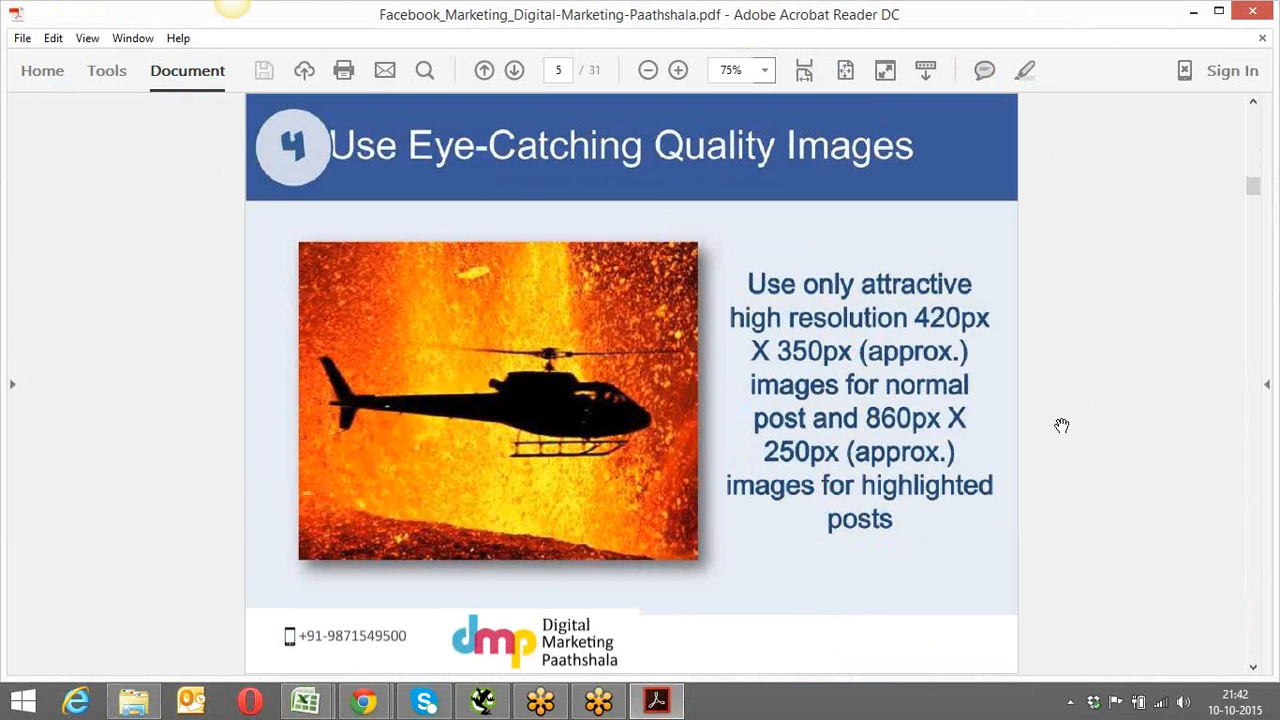 Facebook_Marketing_Digital-Marketing-Paathshala.pdf - Adobe Acrobat Reader DC
File Edit View Window Help
Home Tools Document 5 / 31 75% Sign In
4 Use Eye-Catching Quality Images
Use only attractive
high resolution 420px
X 350px (approx.)
images for normal
post and 860px X
250px (approx.)
images for highlighted
posts
+91-9871549500
dmp
Digital
Marketing
Paathshala
21:42
10-10-2015